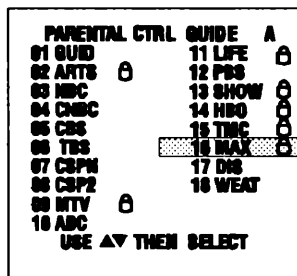 PARENTAL CTRL GUIDE A
01 QUID 11 LIFE
02 ARTS 12 PBS
03 NBC 13 SHOW
04 CNBC 14 HBO
05 CBS 15 TMC
06 TBS 16 MAX
07 CSPN 17 DIS
08 CSP2 18 WEAT
09 MTV
10 ABC
USE ▲▼ THEN SELECT